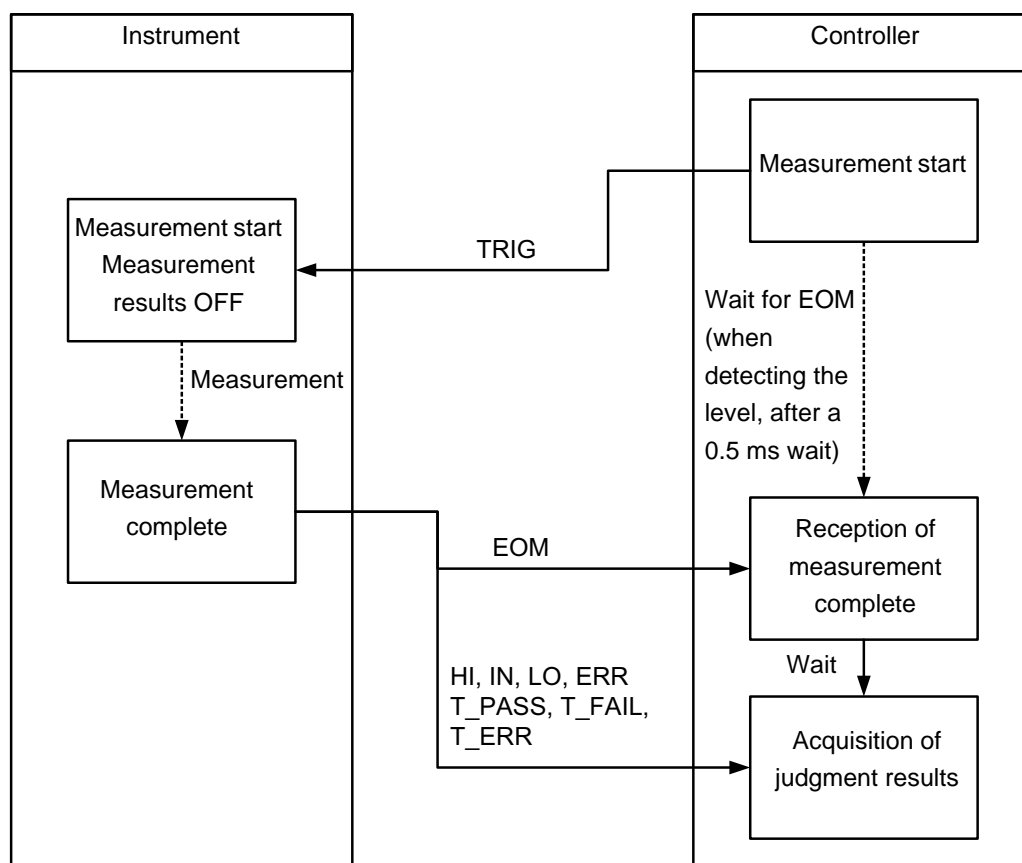 Instrument
Controller
Measurement start
Measurement start
Measurement
results OFF
TRIG
Wait for EOM
(when
detecting the
level, after a
0.5 ms wait)
Measurement
Measurement
complete
EOM
Reception of
measurement
complete
Wait
HI, IN, LO, ERR
T_PASS, T_FAIL,
T_ERR
Acquisition of
judgment results